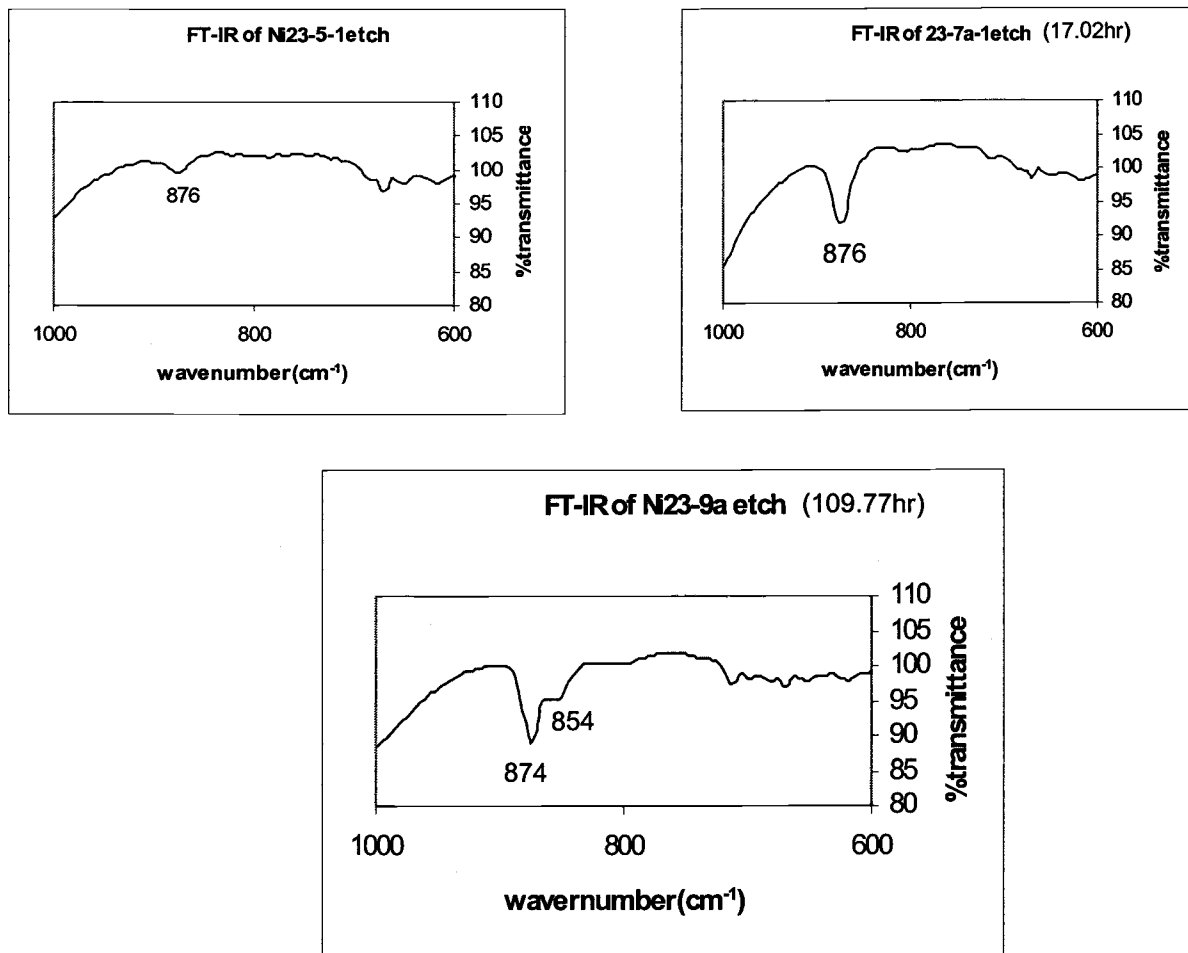 FT-IR of Ni23-5-1etch
110
105
100
95
90
85
80
%transmittance
876
1000 800 600
wavenumber(cm⁻¹)
FT-IR of 23-7a-1etch (17.02hr)
110
105
100
95
90
85
80
%transmittance
876
1000 800 600
wavenumber(cm⁻¹)
FT-IR of Ni23-9a etch (109.77hr)
110
105
100
95
90
85
80
%transmittance
854
874
1000 800 600
wavernumber(cm⁻¹)